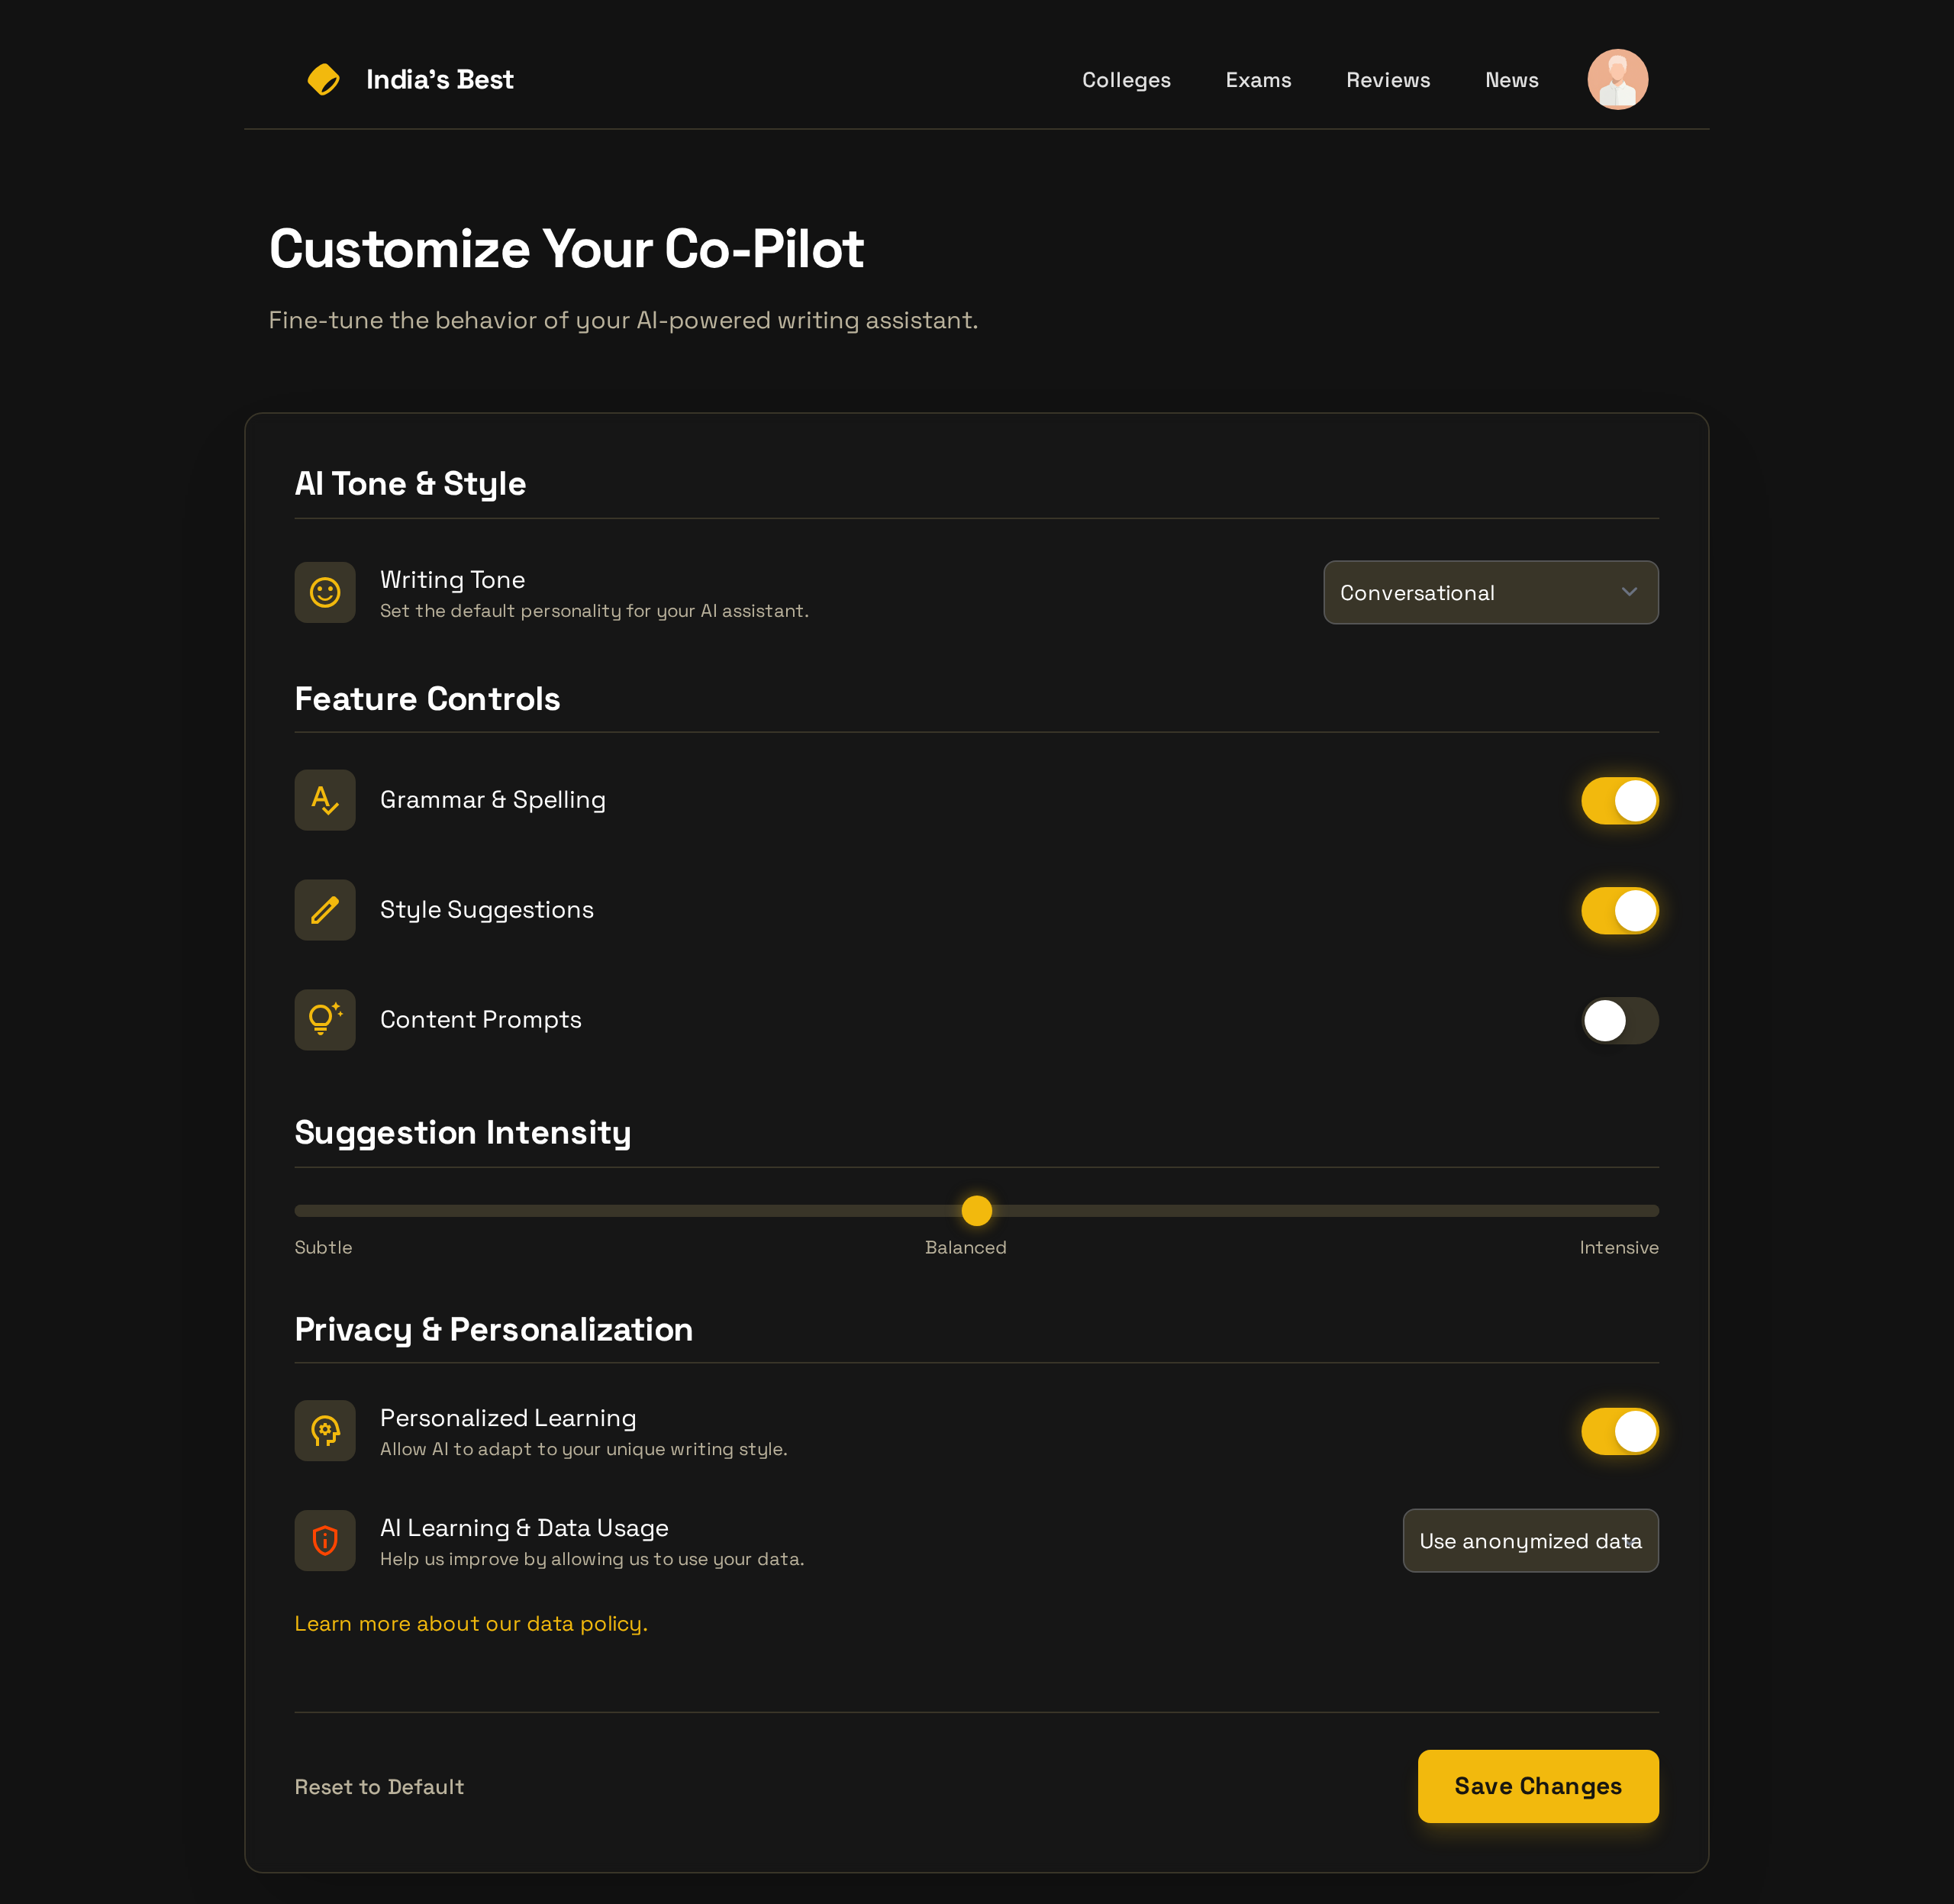 India's Best
Colleges
Exams
Reviews
News
Customize Your Co-Pilot
Fine-tune the behavior of your AI-powered writing assistant.
AI Tone & Style
Writing Tone
Set the default personality for your AI assistant.
Conversational
Feature Controls
Grammar & Spelling
Style Suggestions
Content Prompts
Suggestion Intensity
Subtle
Balanced
Intensive
Privacy & Personalization
Personalized Learning
Allow AI to adapt to your unique writing style.
AI Learning & Data Usage
Help us improve by allowing us to use your data.
Use anonymized data
Learn more about our data policy.
Reset to Default
Save Changes